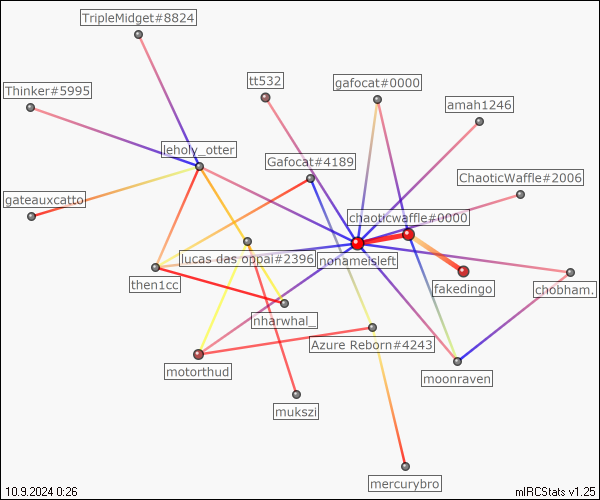 TripleMidget#8824
Thinker#5995
tt532
gafocat#0000
amah1246
leholy_otter
Gafocat#4189
ChaoticWaffle#2006
gateauxcatto
chaoticwaffle#0000
lucas das oppai#2396
nonameisleft
then1cc
fakedingo
chobham.
nharwhal_
Azure Reborn#4243
motorthud
moonraven
mukszi
mercurybro
10.9.2024 0:26
mIRCStats v1.25